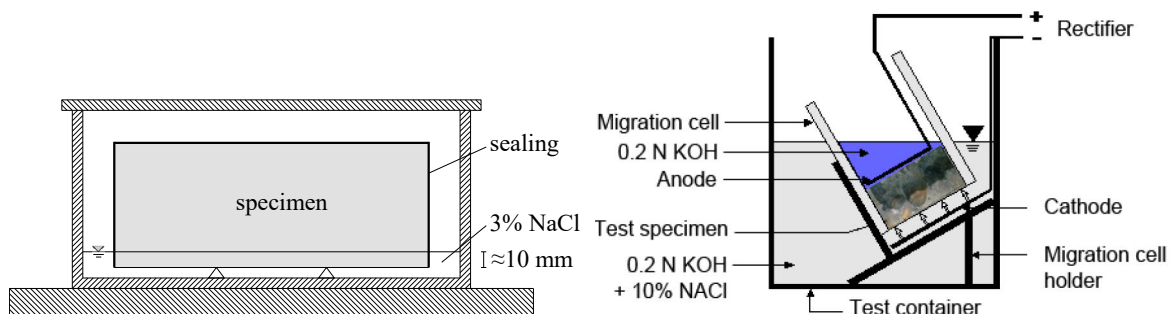 sealing
specimen
3% NaCl
≈10 mm
+
-
Rectifier
Migration cell
0.2 N KOH
Anode
Test specimen
0.2 N KOH
+ 10% NACl
Cathode
Migration cell
holder
Test container